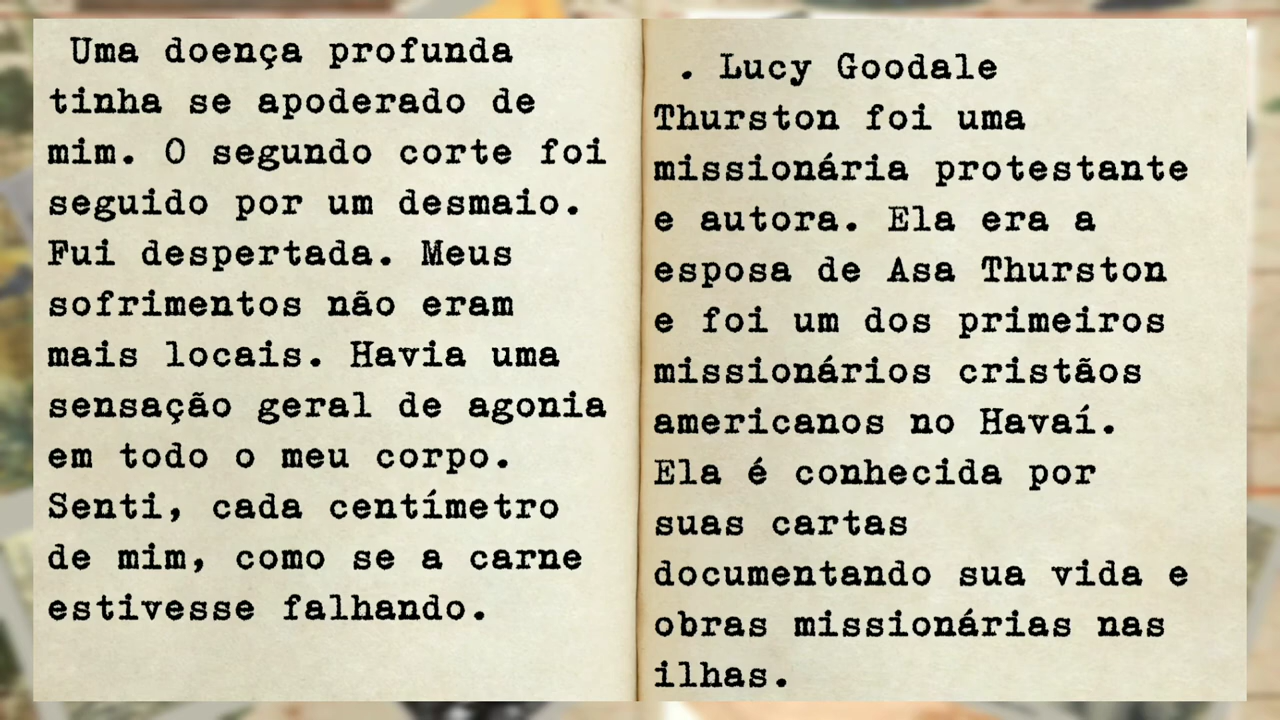 Uma doença profunda
tinha se apoderado de
mim. O segundo corte foi
seguido por um desmaio.
Fui despertada. Meus
sofrimentos não eram
mais locais. Havia uma
sensação geral de agonia
em todo o meu corpo.
Senti, cada centímetro
de mim, como se a carne
estivesse falhando.
. Lucy Goodale
Thurston foi uma
missionária protestante
e autora. Ela era a
esposa de Asa Thurston
e foi um dos primeiros
missionários cristãos
americanos no Havaí.
Ela é conhecida por
suas cartas
documentando sua vida e
obras missionárias nas
ilhas.